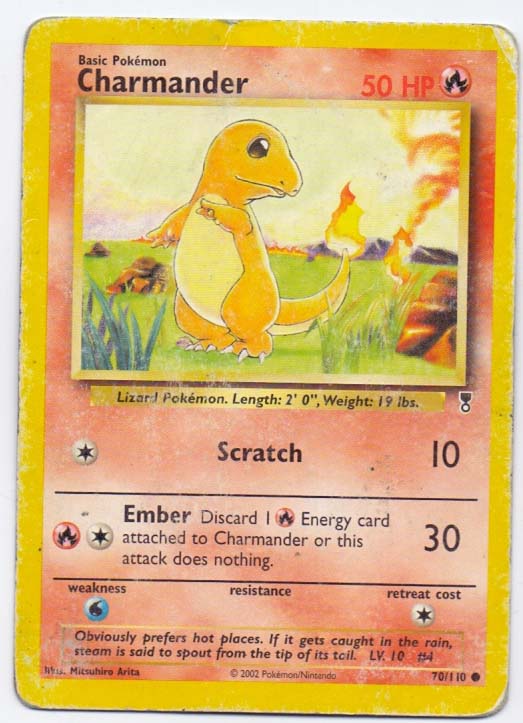 Basic Pokémon
Charmander 50 HP
Lizard Pokémon. Length: 2' 0", Weight: 19 lbs.
Scratch 10
Ember Discard 1 Energy card
attached to Charmander or this
attack does nothing.
30
weakness resistance retreat cost
Obviously prefers hot places. If it gets caught in the rain,
steam is said to spout from the tip of its tail. LV. 10 #4
Illus. Mitsuhiro Arita © 2002 Pokémon/Nintendo 70/110